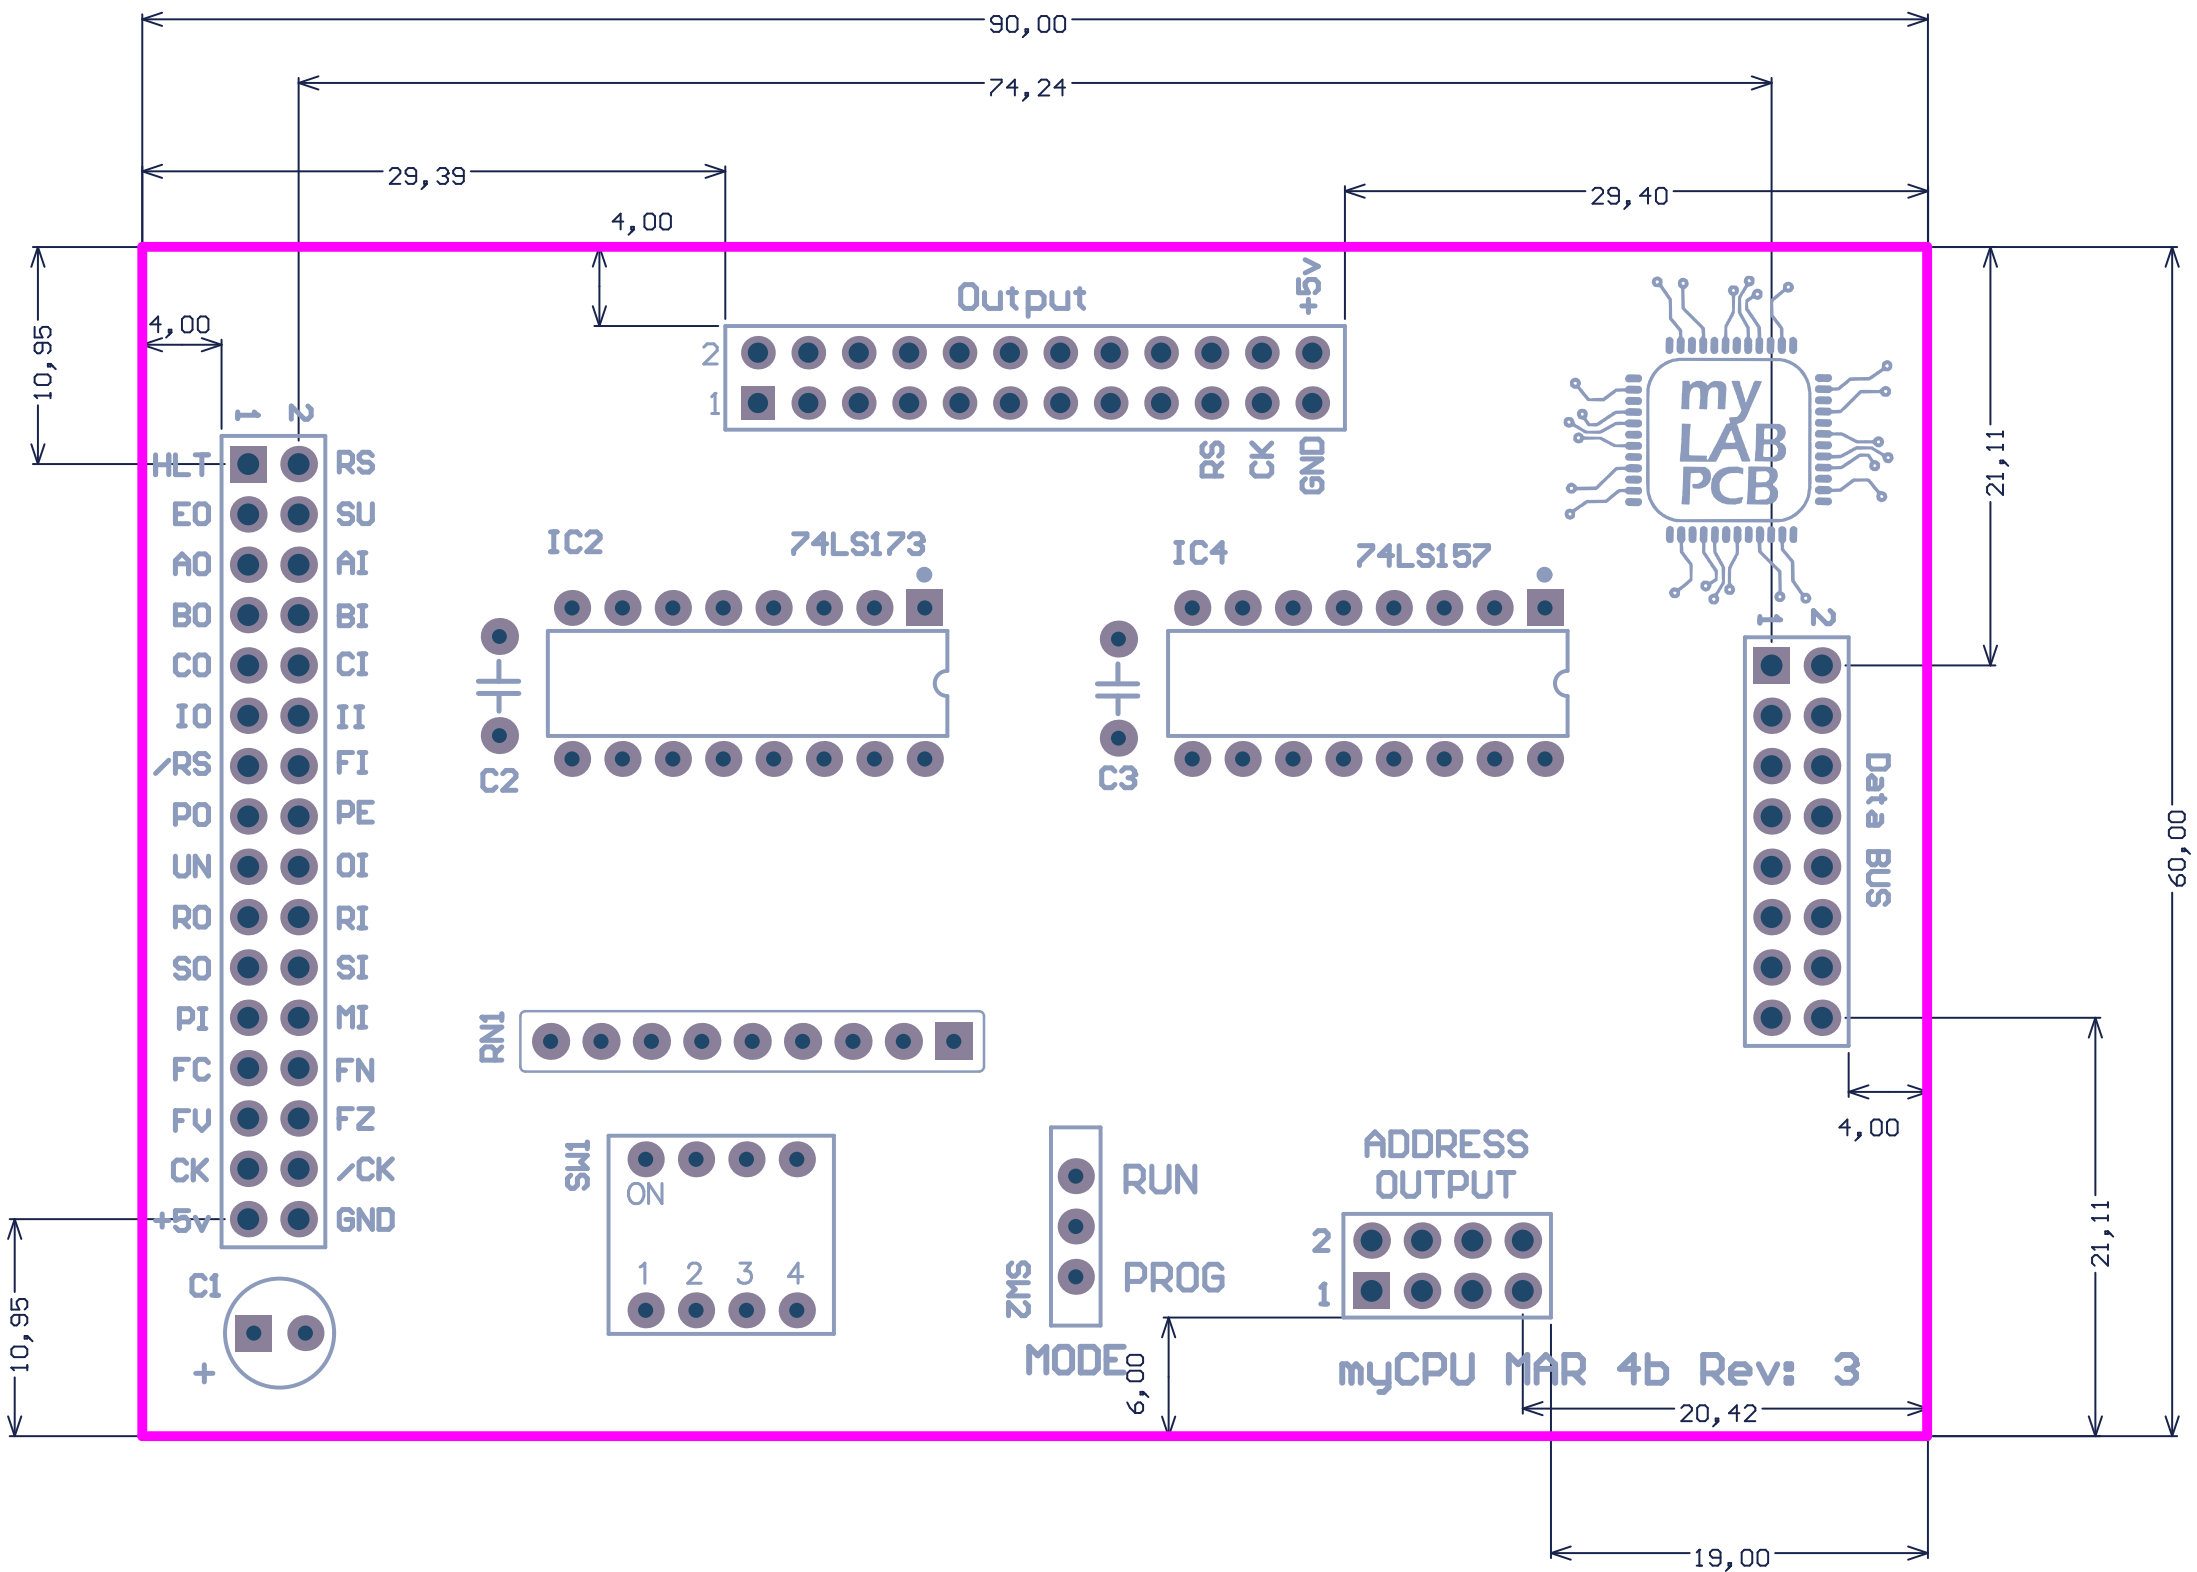 90,00
74,24
29,39
29,40
4,00
10,95
4,00
Output
+5v
2
1
RS
CK
GND
my
LAB
PCB
21,11
60,00
1
2
HLT
RS
EO
SU
AO
AI
BO
BI
CO
CI
IO
II
/RS
FI
PO
PE
UN
OI
RO
RI
SO
SI
PI
MI
FC
FN
FV
FZ
CK
/CK
+5v
GND
IC2
74LS173
C2
IC4
74LS157
C3
1
2
Data BUS
RN1
SW1
ON
1 2 3 4
SW2
RUN
PROG
MODE
ADDRESS
OUTPUT
2
1
4,00
21,11
C1
+
10,95
6,00
myCPU MAR 4b Rev: 3
20,42
19,00